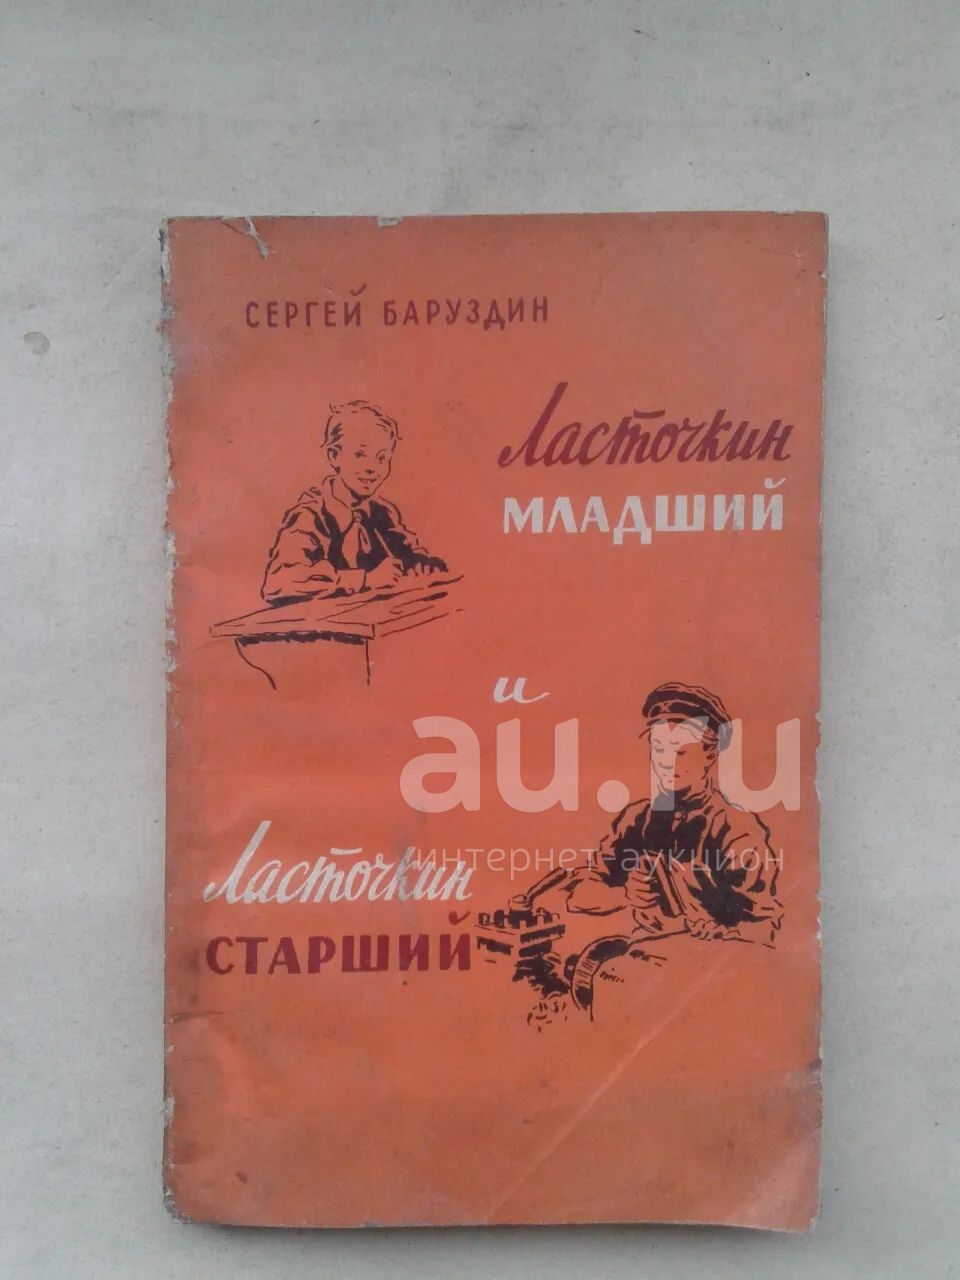 СЕРГЕЙ БАРУЗДИН
Ласточкин
МЛАДШИЙ
и
au.ru
интернет-аукцион
Ласточкин
СТАРШИЙ